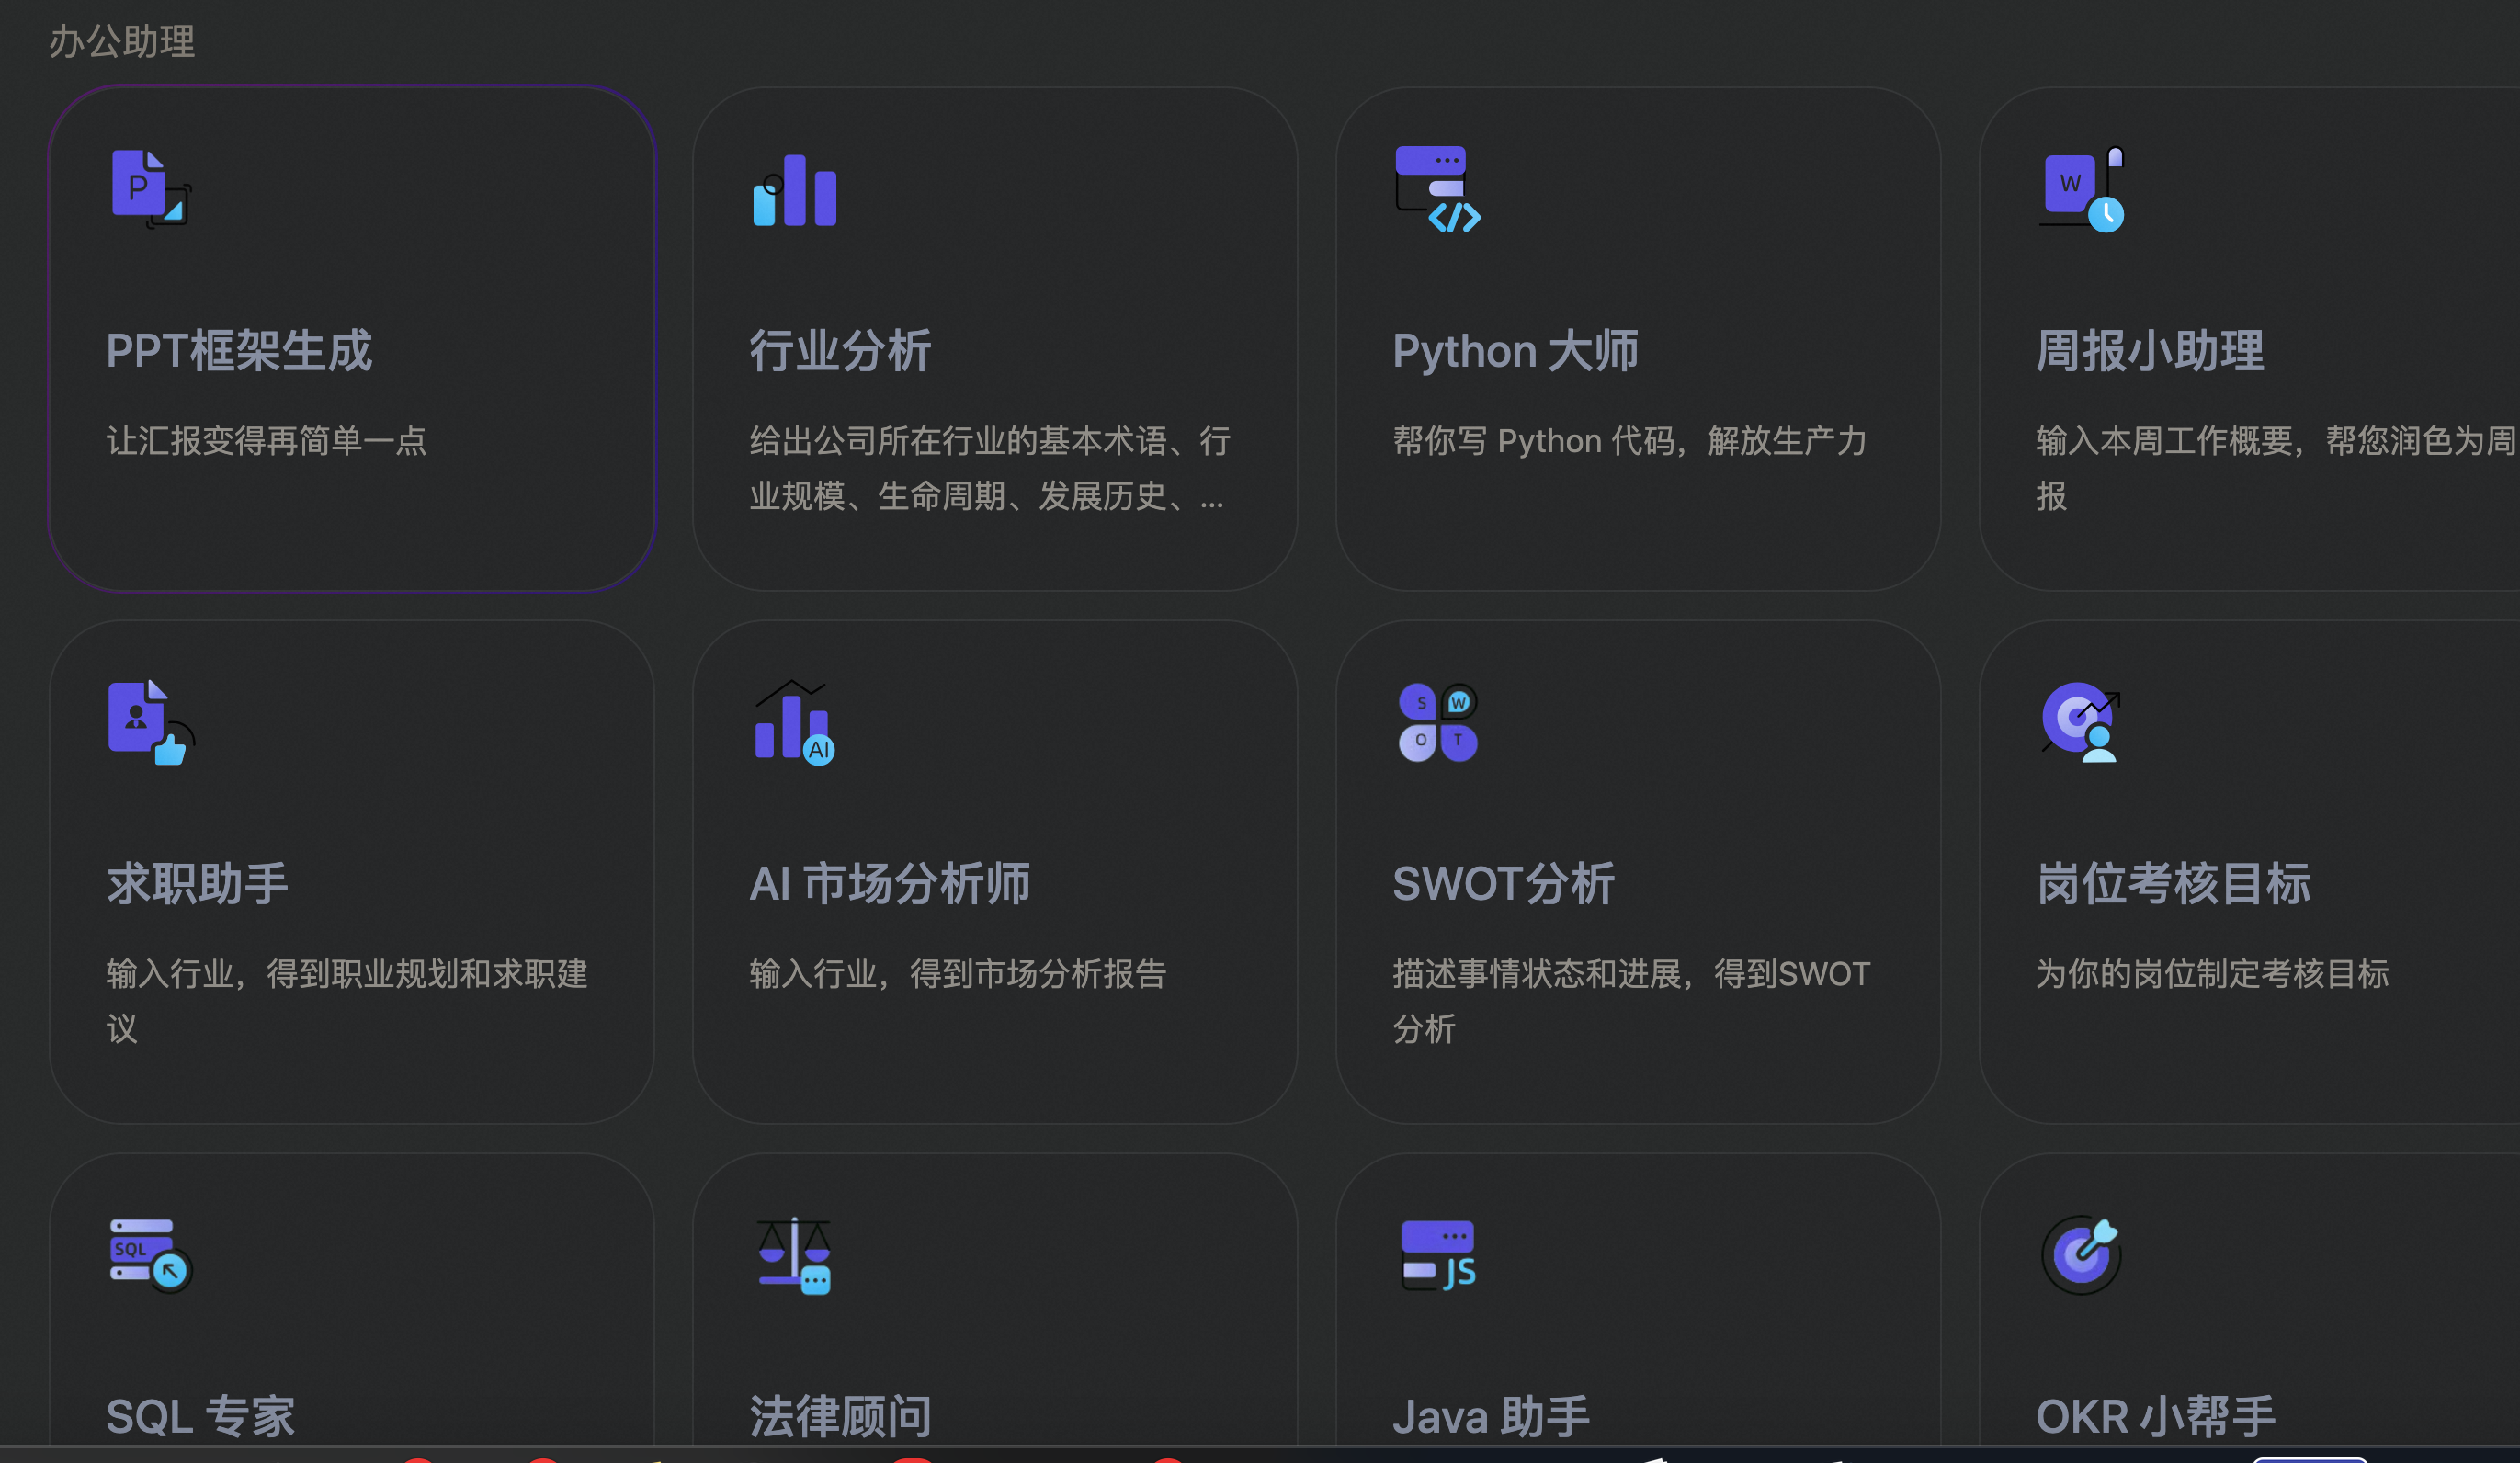 办公助理
P
W
PPT框架生成
行业分析
Python 大师
周报小助理
让汇报变得再简单一点
给出公司所在行业的基本术语、行
业规模、生命周期、发展历史、...
帮你写 Python 代码，解放生产力
输入本周工作概要，帮您润色为周
报
AI
S
W
O
T
求职助手
AI 市场分析师
SWOT分析
岗位考核目标
输入行业，得到职业规划和求职建
议
输入行业，得到市场分析报告
描述事情状态和进展，得到SWOT
分析
为你的岗位制定考核目标
SQL
JS
SQL 专家
法律顾问
Java 助手
OKR 小帮手